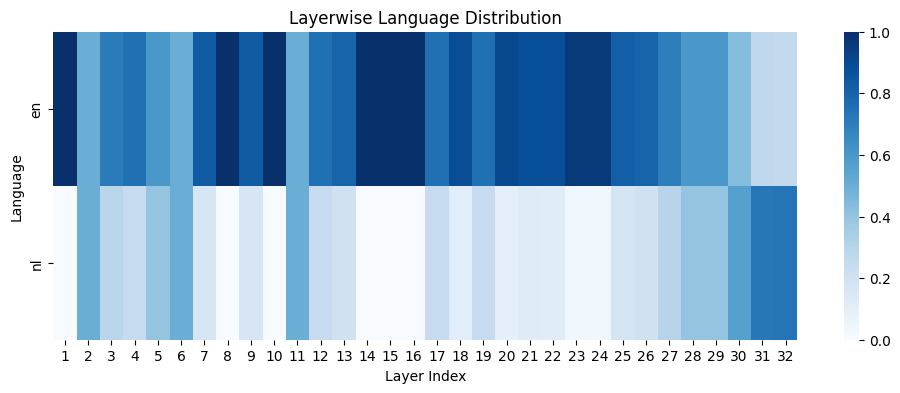 Layerwise Language Distribution
en
nl
Language
1 2 3 4 5 6 7 8 9 10 11 12 13 14 15 16 17 18 19 20 21 22 23 24 25 26 27 28 29 30 31 32
Layer Index
1.0
0.8
0.6
0.4
0.2
0.0